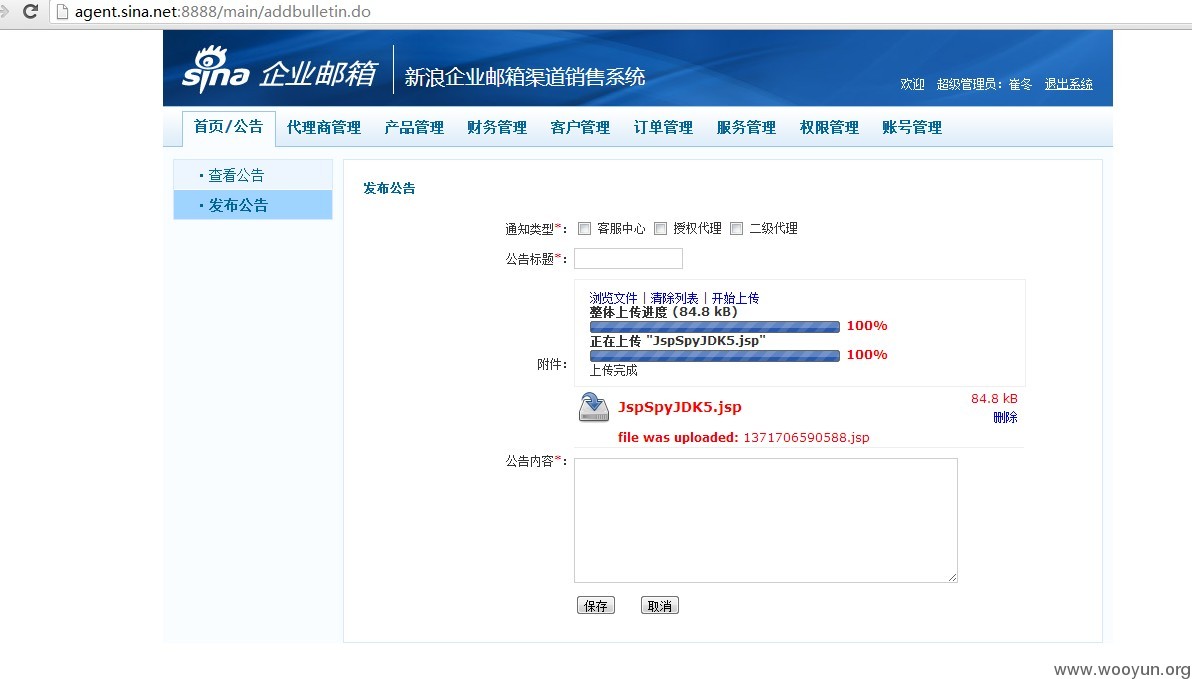 agent.sina.net:8888/main/addbulletin.do
sina 企业邮箱 新浪企业邮箱渠道销售系统
欢迎 超级管理员：崔冬 退出系统
首页/公告 代理商管理 产品管理 财务管理 客户管理 订单管理 服务管理 权限管理 账号管理
· 查看公告
· 发布公告
发布公告
通知类型*： 客服中心 授权代理 二级代理
公告标题*：
浏览文件 | 清除列表 | 开始上传
整体上传进度 (84.8 kB)
100%
正在上传 "JspSpyJDK5.jsp"
100%
附件：
上传完成
JspSpyJDK5.jsp 84.8 kB
删除
file was uploaded: 1371706590588.jsp
公告内容*：
保存 取消
www.wooyun.org